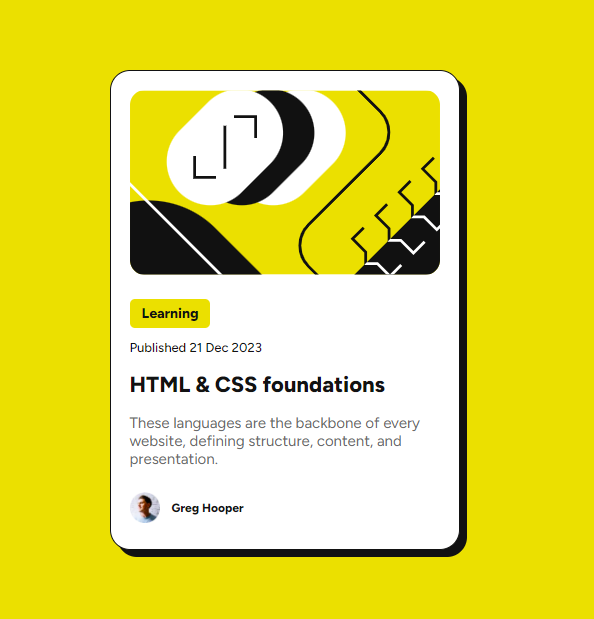 Learning
Published 21 Dec 2023
HTML & CSS foundations
These languages are the backbone of every
website, defining structure, content, and
presentation.
Greg Hooper